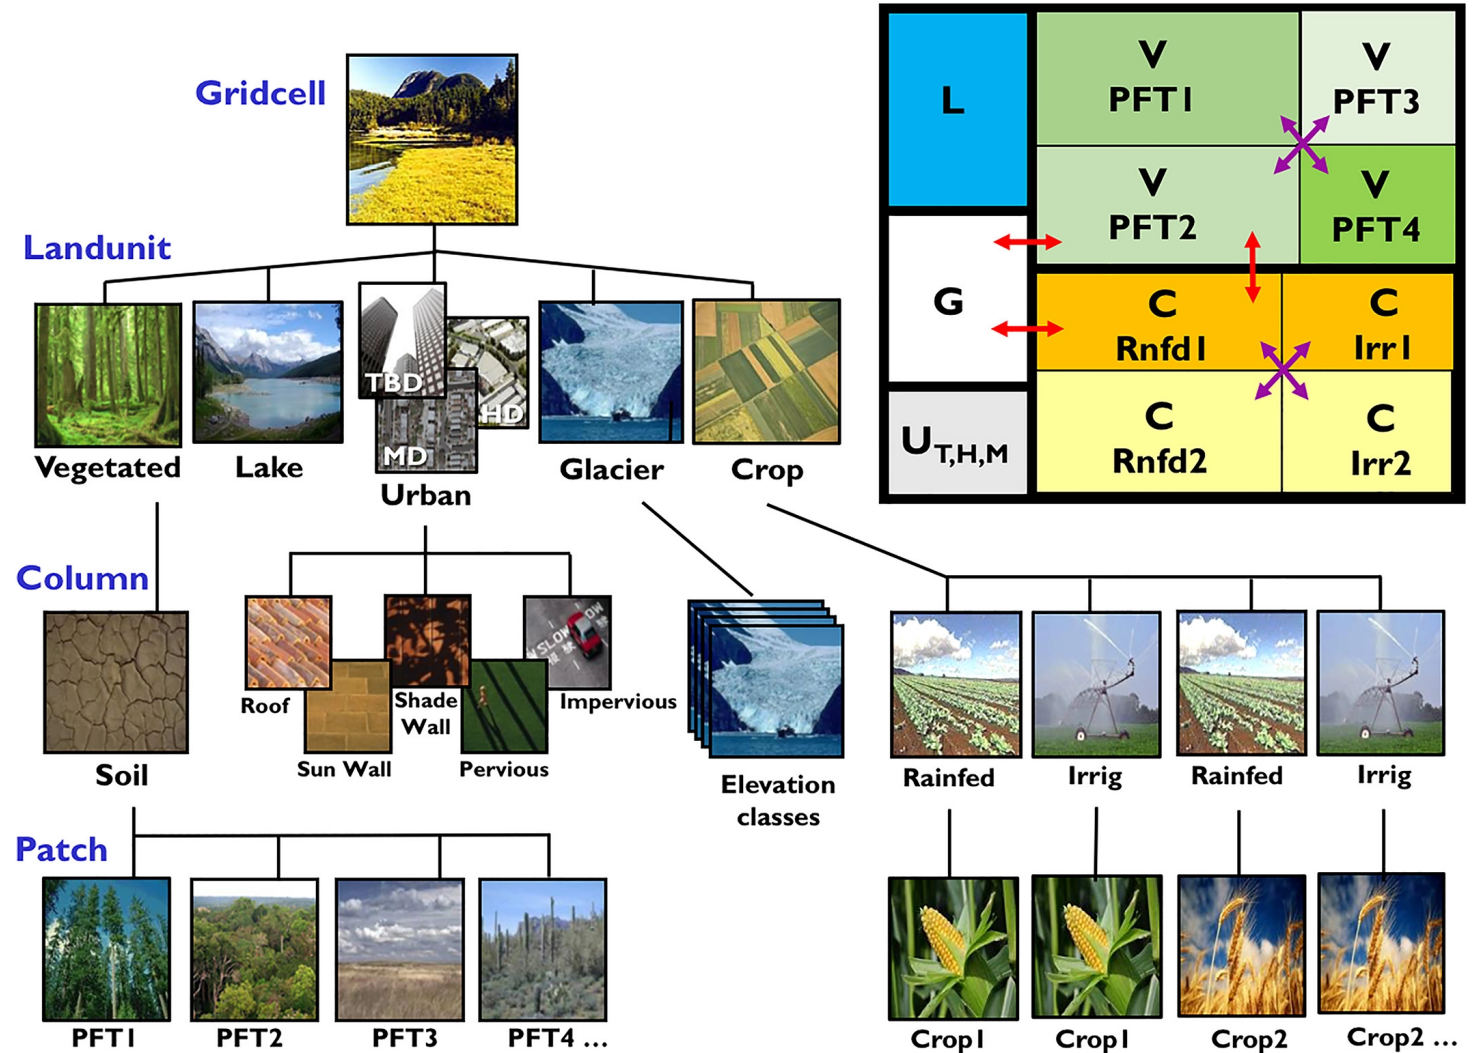 Gridcell
Landunit
TBD
HD
MD
Vegetated
Lake
Urban
Glacier
Crop
L
G
U T,H,M
V
PFT1
V
PFT3
V
PFT2
V
PFT4
C
Rnfd1
C
Irr1
C
Rnfd2
C
Irr2
Column
SLOW
OW
Soil
Roof
Sun Wall
Shade
Wall
Pervious
Impervious
Elevation
classes
Rainfed
Irrig
Rainfed
Irrig
Patch
PFT1
PFT2
PFT3
PFT4 ...
Crop1
Crop1
Crop2
Crop2 ...